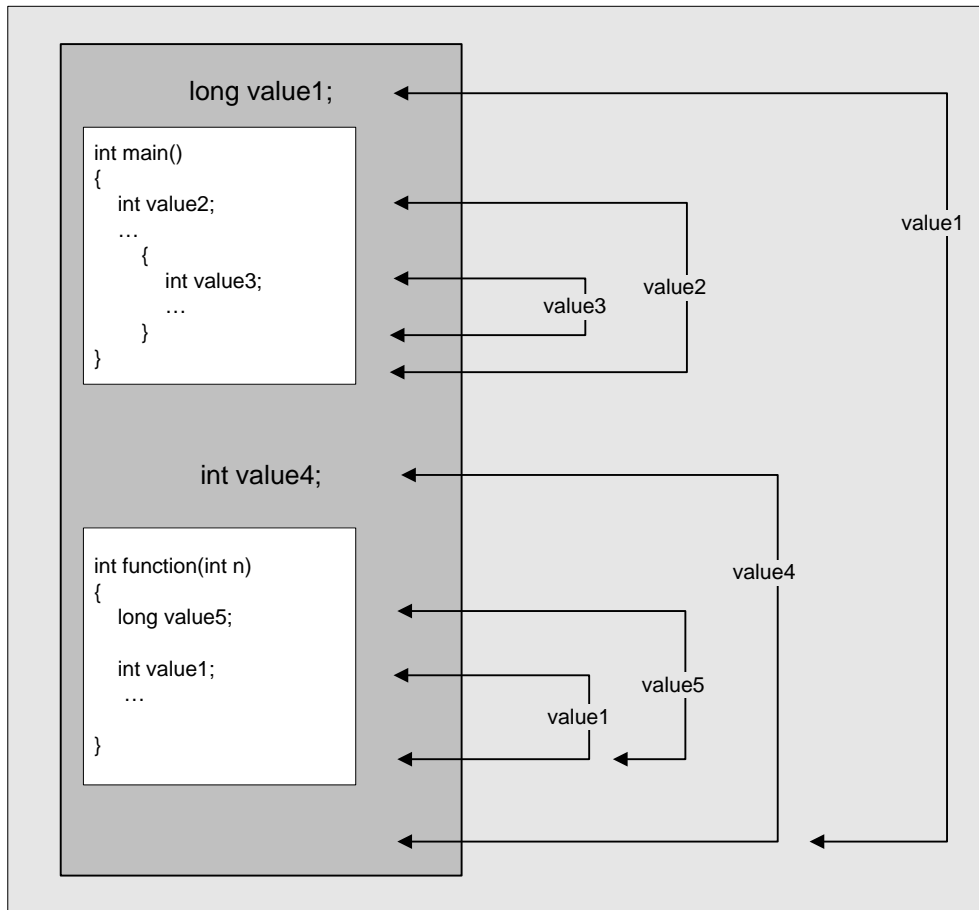 long value1;
int main()
{
int value2;
…
{
int value3;
…
}
}
int value4;
int function(int n)
{
long value5;
int value1;
…
}
value1
value2
value3
value4
value5
value1